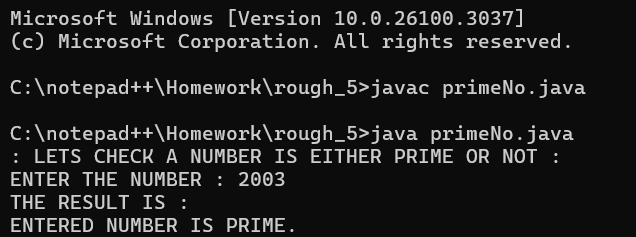 Microsoft Windows [Version 10.0.26100.3037]
(c) Microsoft Corporation. All rights reserved.
C:\notepad++\Homework\rough_5>javac primeNo.java
C:\notepad++\Homework\rough_5>java primeNo.java
: LETS CHECK A NUMBER IS EITHER PRIME OR NOT :
ENTER THE NUMBER : 2003
THE RESULT IS :
ENTERED NUMBER IS PRIME.